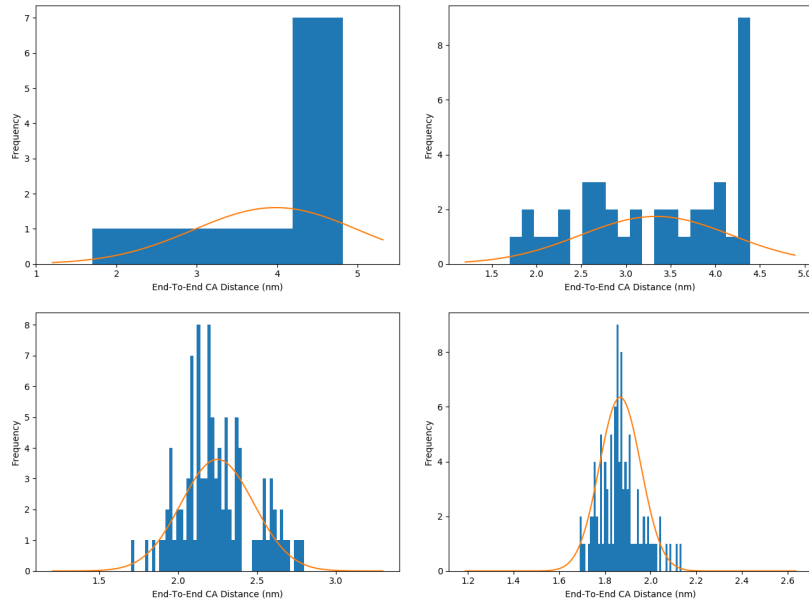 7
6
5
4
3
2
1
0
Frequency
1 2 3 4 5
End-To-End CA Distance (nm)
8
6
4
2
0
Frequency
1.5 2.0 2.5 3.0 3.5 4.0 4.5 5.0
End-To-End CA Distance (nm)
8
7
6
5
4
3
2
1
0
Frequency
1.5 2.0 2.5 3.0
End-To-End CA Distance (nm)
8
6
4
2
0
Frequency
1.2 1.4 1.6 1.8 2.0 2.2 2.4 2.6
End-To-End CA Distance (nm)